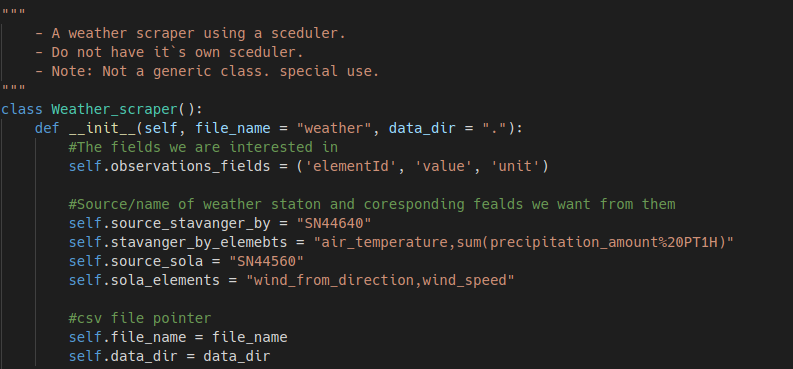 """
    - A weather scraper using a sceduler.
    - Do not have it`s own sceduler.
    - Note: Not a generic class. special use.
"""
class Weather_scraper():
    def __init__(self, file_name = "weather", data_dir = "."):
        #The fields we are interested in
        self.observations_fields = ('elementId', 'value', 'unit')

        #Source/name of weather staton and coresponding fealds we want from them
        self.source_stavanger_by = "SN44640"
        self.stavanger_by_elemebts = "air_temperature,sum(precipitation_amount%20PT1H)"
        self.source_sola = "SN44560"
        self.sola_elements = "wind_from_direction,wind_speed"

        #csv file pointer
        self.file_name = file_name
        self.data_dir = data_dir